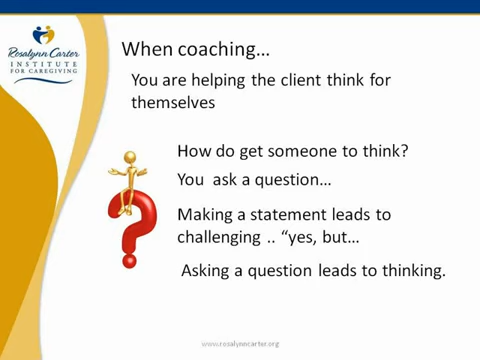 Rosalynn Carter
INSTITUTE
FOR CAREGIVING
When coaching…
You are helping the client think for
themselves
How do get someone to think?
You  ask a question…
Making a statement leads to
challenging .. “yes, but…
Asking a question leads to thinking.
www.rosalynncarter.org